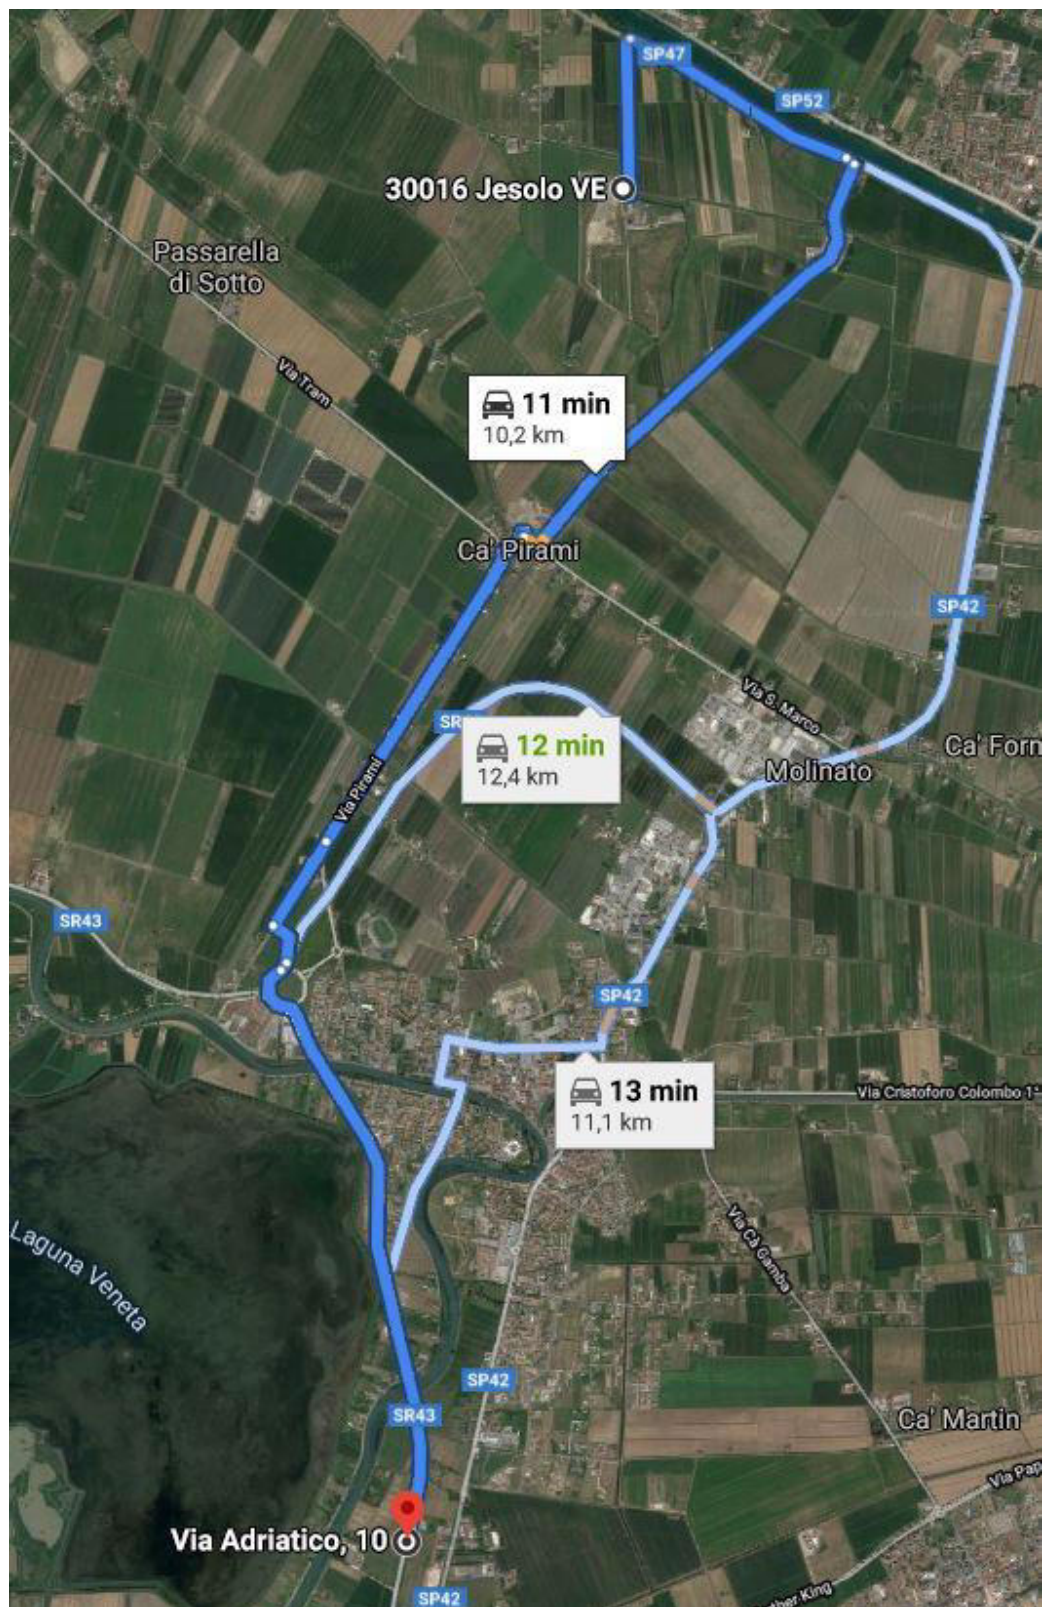 SP47
SP52
30016 Jesolo VE
Passarella
di Sotto
Via Tram
11 min
10,2 km
Ca' Pirami
SP42
Via S. Marco
SR
12 min
12,4 km
Ca' Forn
Molinato
Via Pirami
SR43
SP42
13 min
11,1 km
Via Cristoforo Colombo 1°
Via Cà Gamba
Laguna Veneta
SP42
SR43
Ca' Martin
Via Pap
Via Adriatico, 10
SP42
ther King